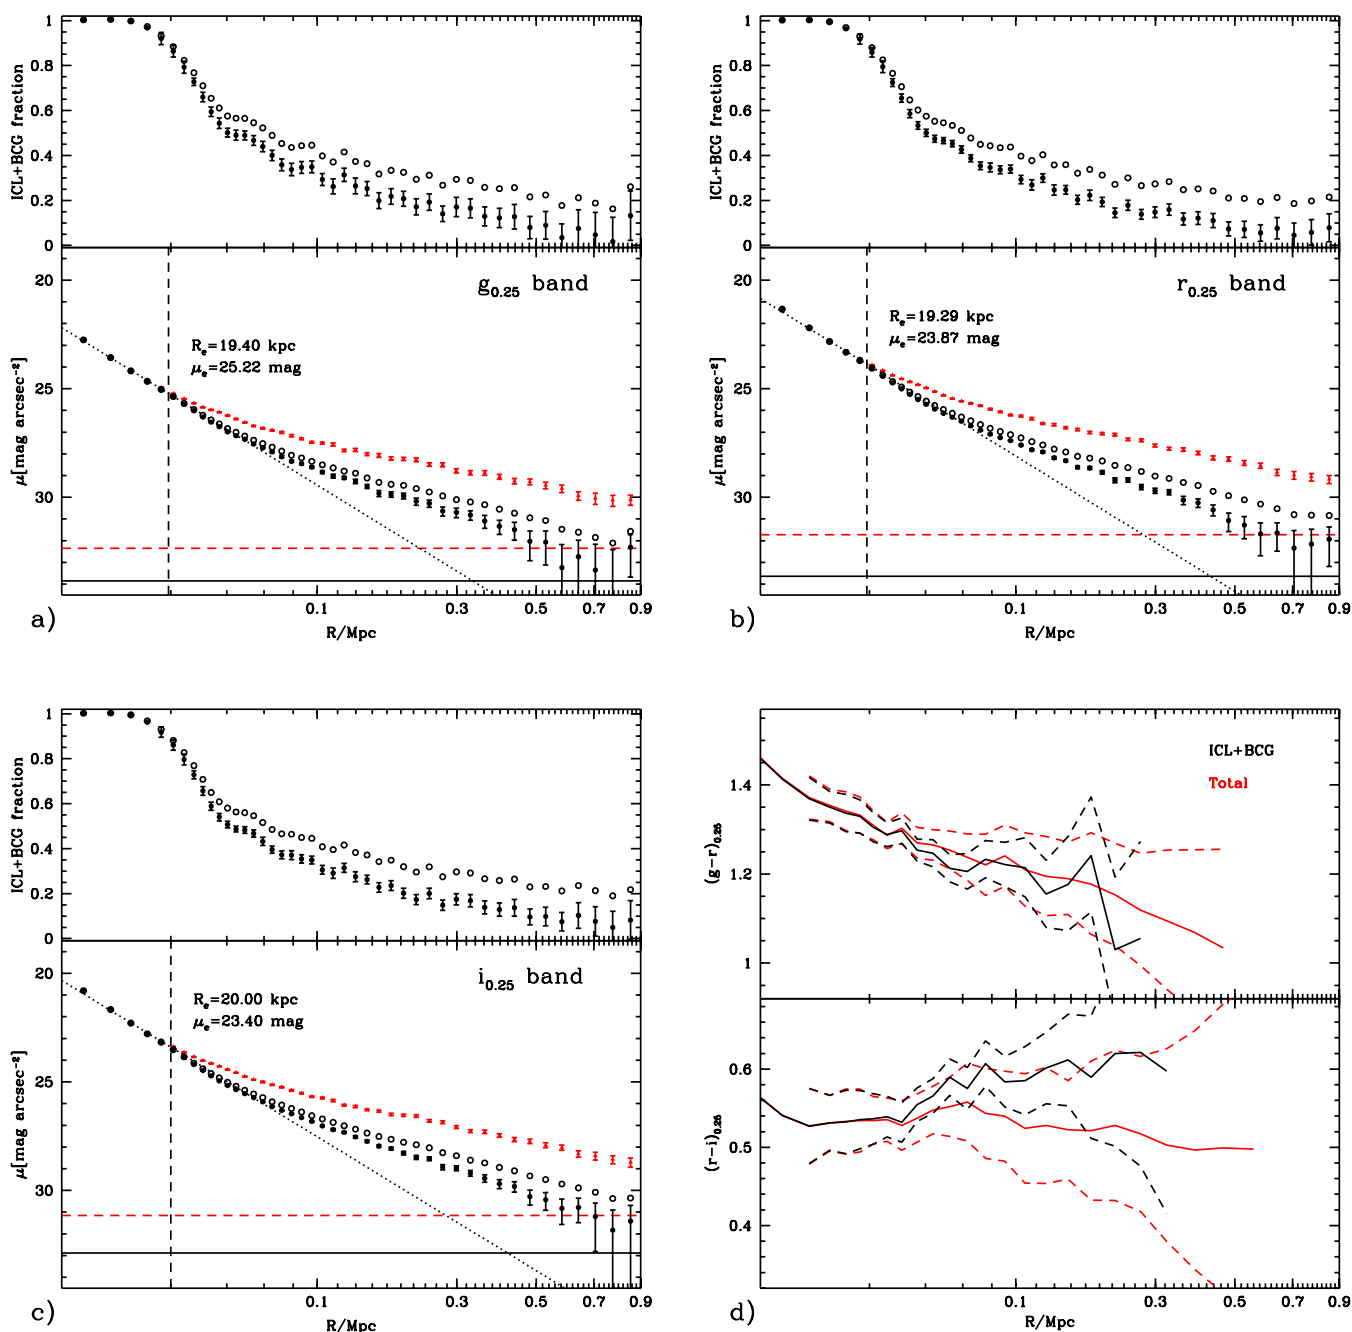 1
0.8
0.6
0.4
0.2
0
ICL+BCG fraction
g0.25 band
Re=19.40 kpc
μe=25.22 mag
20
25
30
μ[mag arcsec−2]
0.1 0.3 0.5 0.7 0.9
R/Mpc
a)
1
0.8
0.6
0.4
0.2
0
ICL+BCG fraction
r0.25 band
Re=19.29 kpc
μe=23.87 mag
20
25
30
μ[mag arcsec−2]
0.1 0.3 0.5 0.7 0.9
R/Mpc
b)
1
0.8
0.6
0.4
0.2
0
ICL+BCG fraction
i0.25 band
Re=20.00 kpc
μe=23.40 mag
20
25
30
μ[mag arcsec−2]
0.1 0.3 0.5 0.7 0.9
R/Mpc
c)
ICL+BCG
Total
1.4
1.2
1
(g−r)0.25
0.6
0.5
0.4
(r−i)0.25
0.1 0.3 0.5 0.7 0.9
R/Mpc
d)